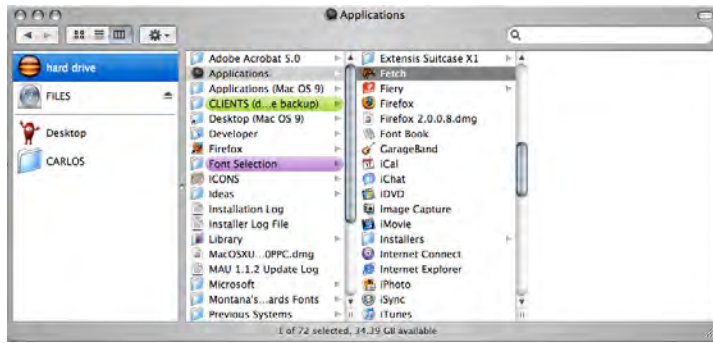 Applications
hard drive
FILES
Desktop
CARLOS
Adobe Acrobat 5.0
Applications
Applications (Mac OS 9)
CLIENTS (d...e backup)
Desktop (Mac OS 9)
Developer
Firefox
Font Selection
ICONS
Ideas
Installation Log
Installer Log File
Library
MacOSXU...0PPC.dmg
MAU 1.1.2 Update Log
Microsoft
Montana's...ards Fonts
Previous Systems
Extensis Suitcase X1
Fetch
Fiery
Firefox
Firefox 2.0.0.8.dmg
Font Book
GarageBand
iCal
iChat
iDVD
Image Capture
iMovie
Installers
Internet Connect
Internet Explorer
iPhoto
iSync
iTunes
1 of 72 selected, 34.39 GB available